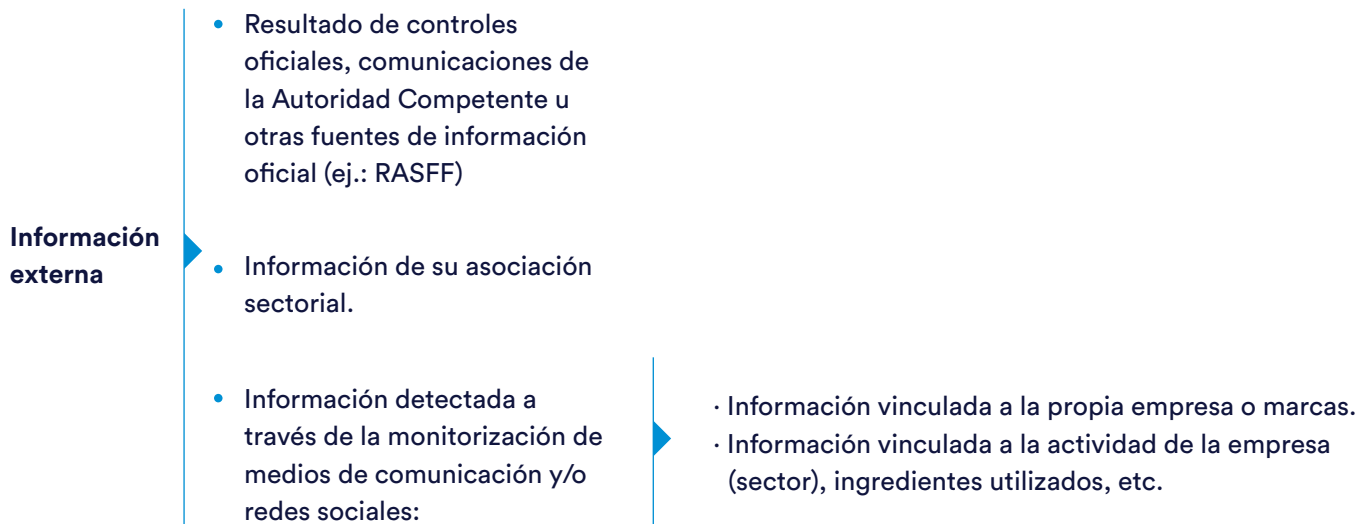 Información
externa
• Resultado de controles
oficiales, comunicaciones de
la Autoridad Competente u
otras fuentes de información
oficial (ej.: RASFF)
• Información de su asociación
sectorial.
• Información detectada a
través de la monitorización de
medios de comunicación y/o
redes sociales:
· Información vinculada a la propia empresa o marcas.
· Información vinculada a la actividad de la empresa
(sector), ingredientes utilizados, etc.